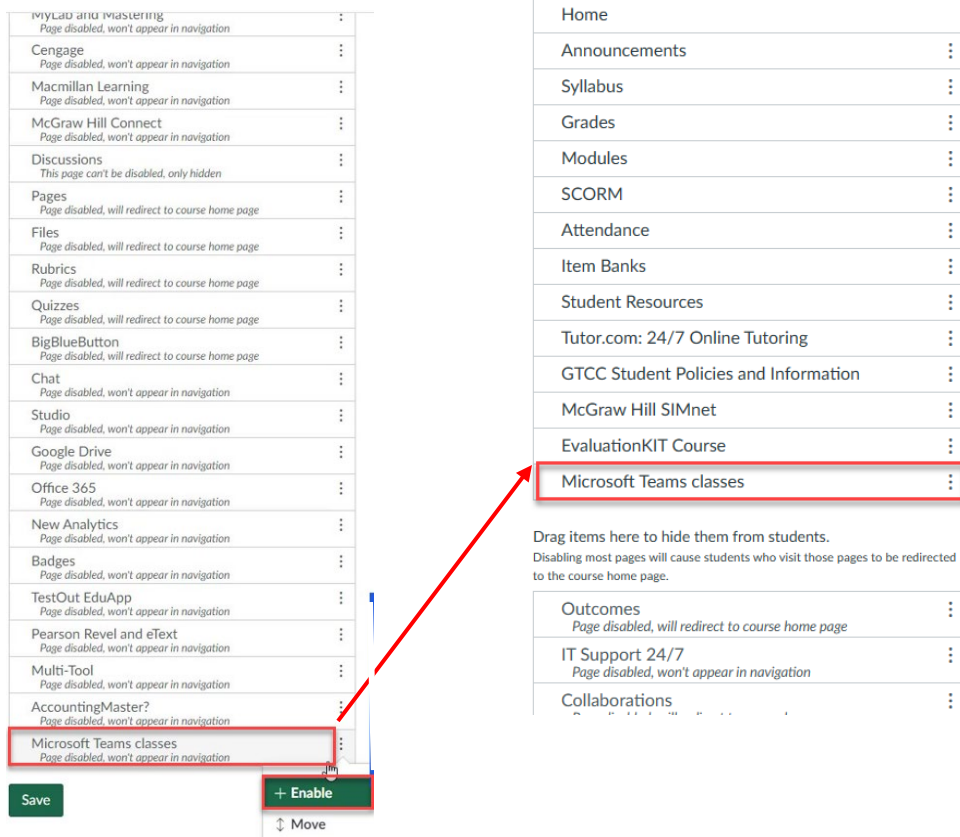 MyLab and Mastering
Page disabled, won't appear in navigation
Cengage
Page disabled, won't appear in navigation
Macmillan Learning
Page disabled, won't appear in navigation
McGraw Hill Connect
Page disabled, won't appear in navigation
Discussions
This page can't be disabled, only hidden
Pages
Page disabled, will redirect to course home page
Files
Page disabled, will redirect to course home page
Rubrics
Page disabled, will redirect to course home page
Quizzes
Page disabled, will redirect to course home page
BigBlueButton
Page disabled, will redirect to course home page
Chat
Page disabled, won't appear in navigation
Studio
Page disabled, won't appear in navigation
Google Drive
Page disabled, won't appear in navigation
Office 365
Page disabled, won't appear in navigation
New Analytics
Page disabled, won't appear in navigation
Badges
Page disabled, won't appear in navigation
TestOut EduApp
Page disabled, won't appear in navigation
Pearson Revel and eText
Page disabled, won't appear in navigation
Multi-Tool
Page disabled, won't appear in navigation
AccountingMaster?
Page disabled, won't appear in navigation
Microsoft Teams classes
Page disabled, won't appear in navigation
Save
+ Enable
Move
Home
Announcements
Syllabus
Grades
Modules
SCORM
Attendance
Item Banks
Student Resources
Tutor.com: 24/7 Online Tutoring
GTCC Student Policies and Information
McGraw Hill SIMnet
EvaluationKIT Course
Microsoft Teams classes
Drag items here to hide them from students.
Disabling most pages will cause students who visit those pages to be redirected
to the course home page.
Outcomes
Page disabled, will redirect to course home page
IT Support 24/7
Page disabled, won't appear in navigation
Collaborations